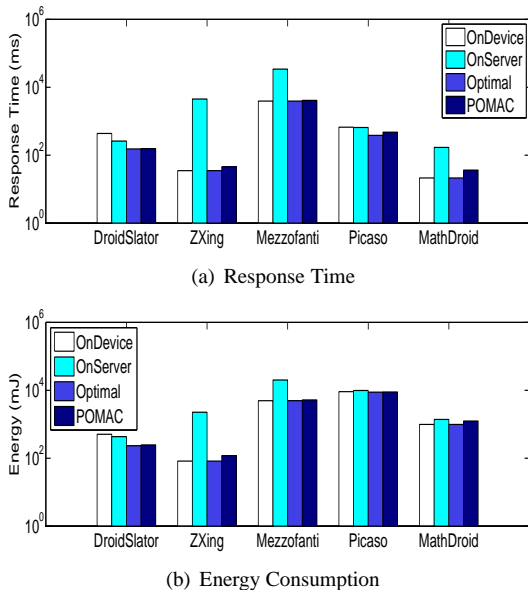 10^6
10^4
10^2
10^0
Response Time (ms)
OnDevice
OnServer
Optimal
POMAC
DroidSlator ZXing Mezzofanti Picaso MathDroid
(a) Response Time
10^6
10^4
10^2
10^0
Energy (mJ)
OnDevice
OnServer
Optimal
POMAC
DroidSlator ZXing Mezzofanti Picaso MathDroid
(b) Energy Consumption